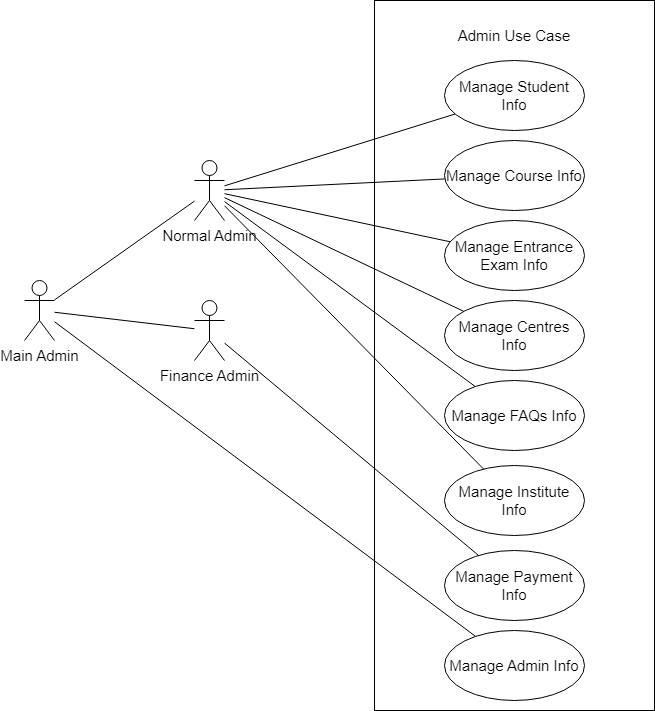 Admin Use Case
Manage Student
Info
Manage Course Info
Normal Admin
Manage Entrance
Exam Info
Manage Centres
Info
Main Admin
Finance Admin
Manage FAQs Info
Manage Institute
Info
Manage Payment
Info
Manage Admin Info